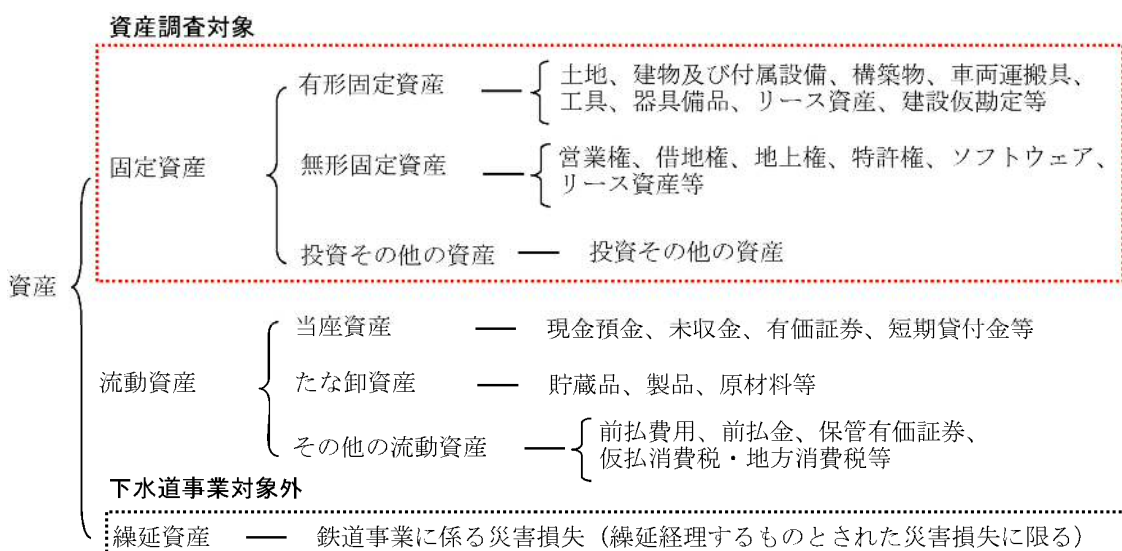 資産調査対象
有形固定資産 ― 土地、建物及び付属設備、構築物、車両運搬具、
工具、器具備品、リース資産、建設仮勘定等
固定資産
無形固定資産 ― 営業権、借地権、地上権、特許権、ソフトウェア、
リース資産等
投資その他の資産 ― 投資その他の資産
資産
当座資産 ― 現金預金、未収金、有価証券、短期貸付金等
流動資産
たな卸資産 ― 貯蔵品、製品、原材料等
その他の流動資産 ― 前払費用、前払金、保管有価証券、
仮払消費税・地方消費税等
下水道事業対象外
繰延資産 ― 鉄道事業に係る災害損失（繰延経理するものとされた災害損失に限る）